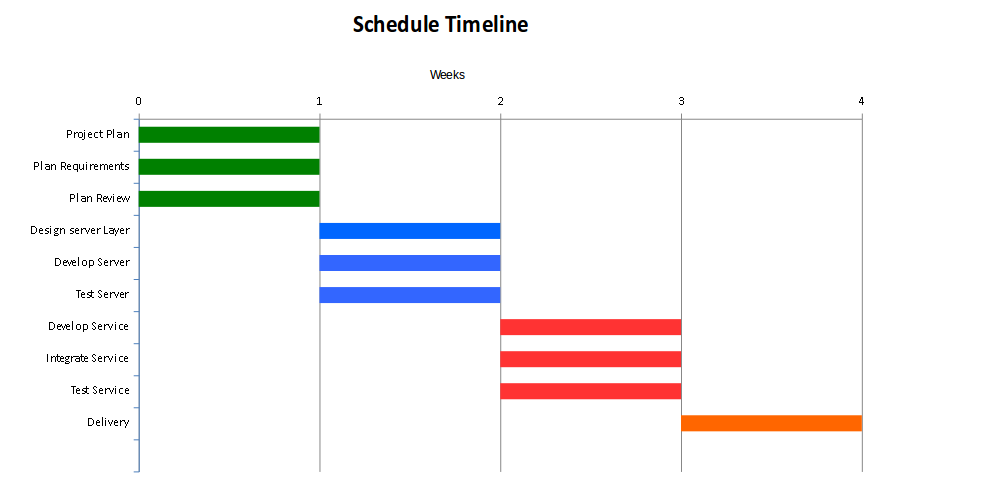 Schedule Timeline
Weeks
0 1 2 3 4
Project Plan
Plan Requirements
Plan Review
Design server Layer
Develop Server
Test Server
Develop Service
Integrate Service
Test Service
Delivery